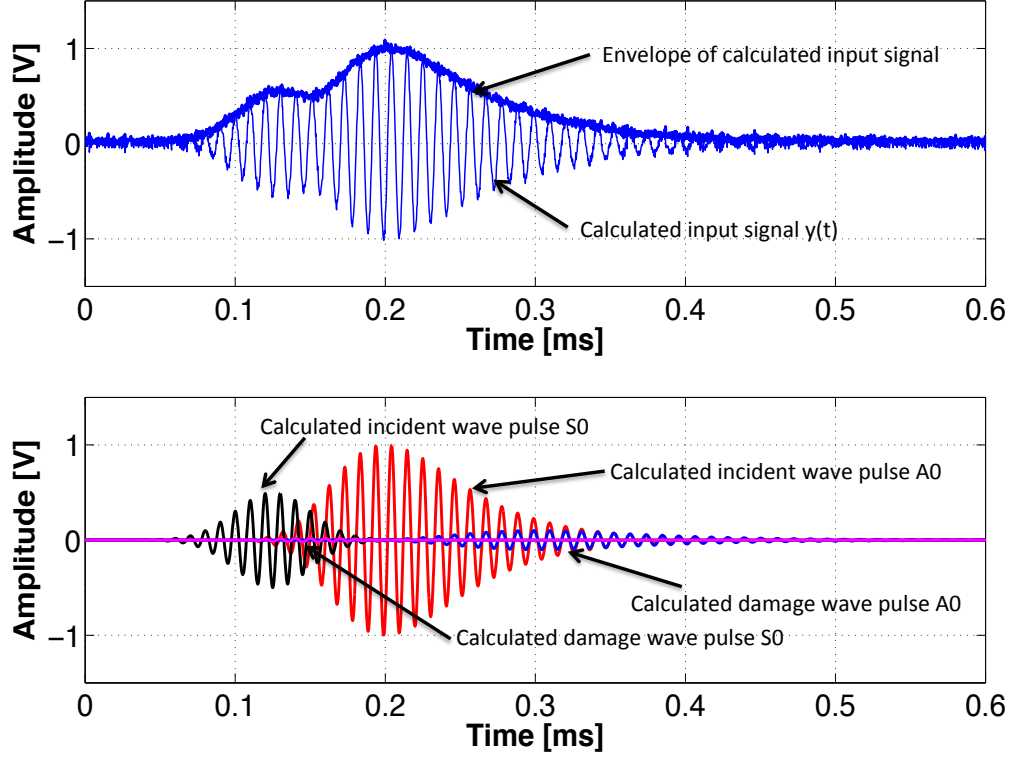 Amplitude [V]
1
0
−1
Envelope of calculated input signal
Calculated input signal y(t)
0 0.1 0.2 0.3 0.4 0.5 0.6
Time [ms]
Amplitude [V]
1
0
−1
Calculated incident wave pulse S0
Calculated incident wave pulse A0
Calculated damage wave pulse A0
Calculated damage wave pulse S0
0 0.1 0.2 0.3 0.4 0.5 0.6
Time [ms]